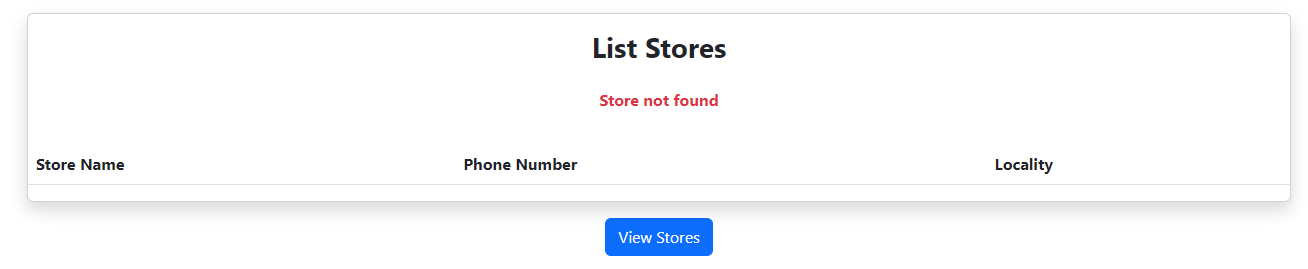 List Stores
Store not found
Store Name Phone Number Locality
View Stores